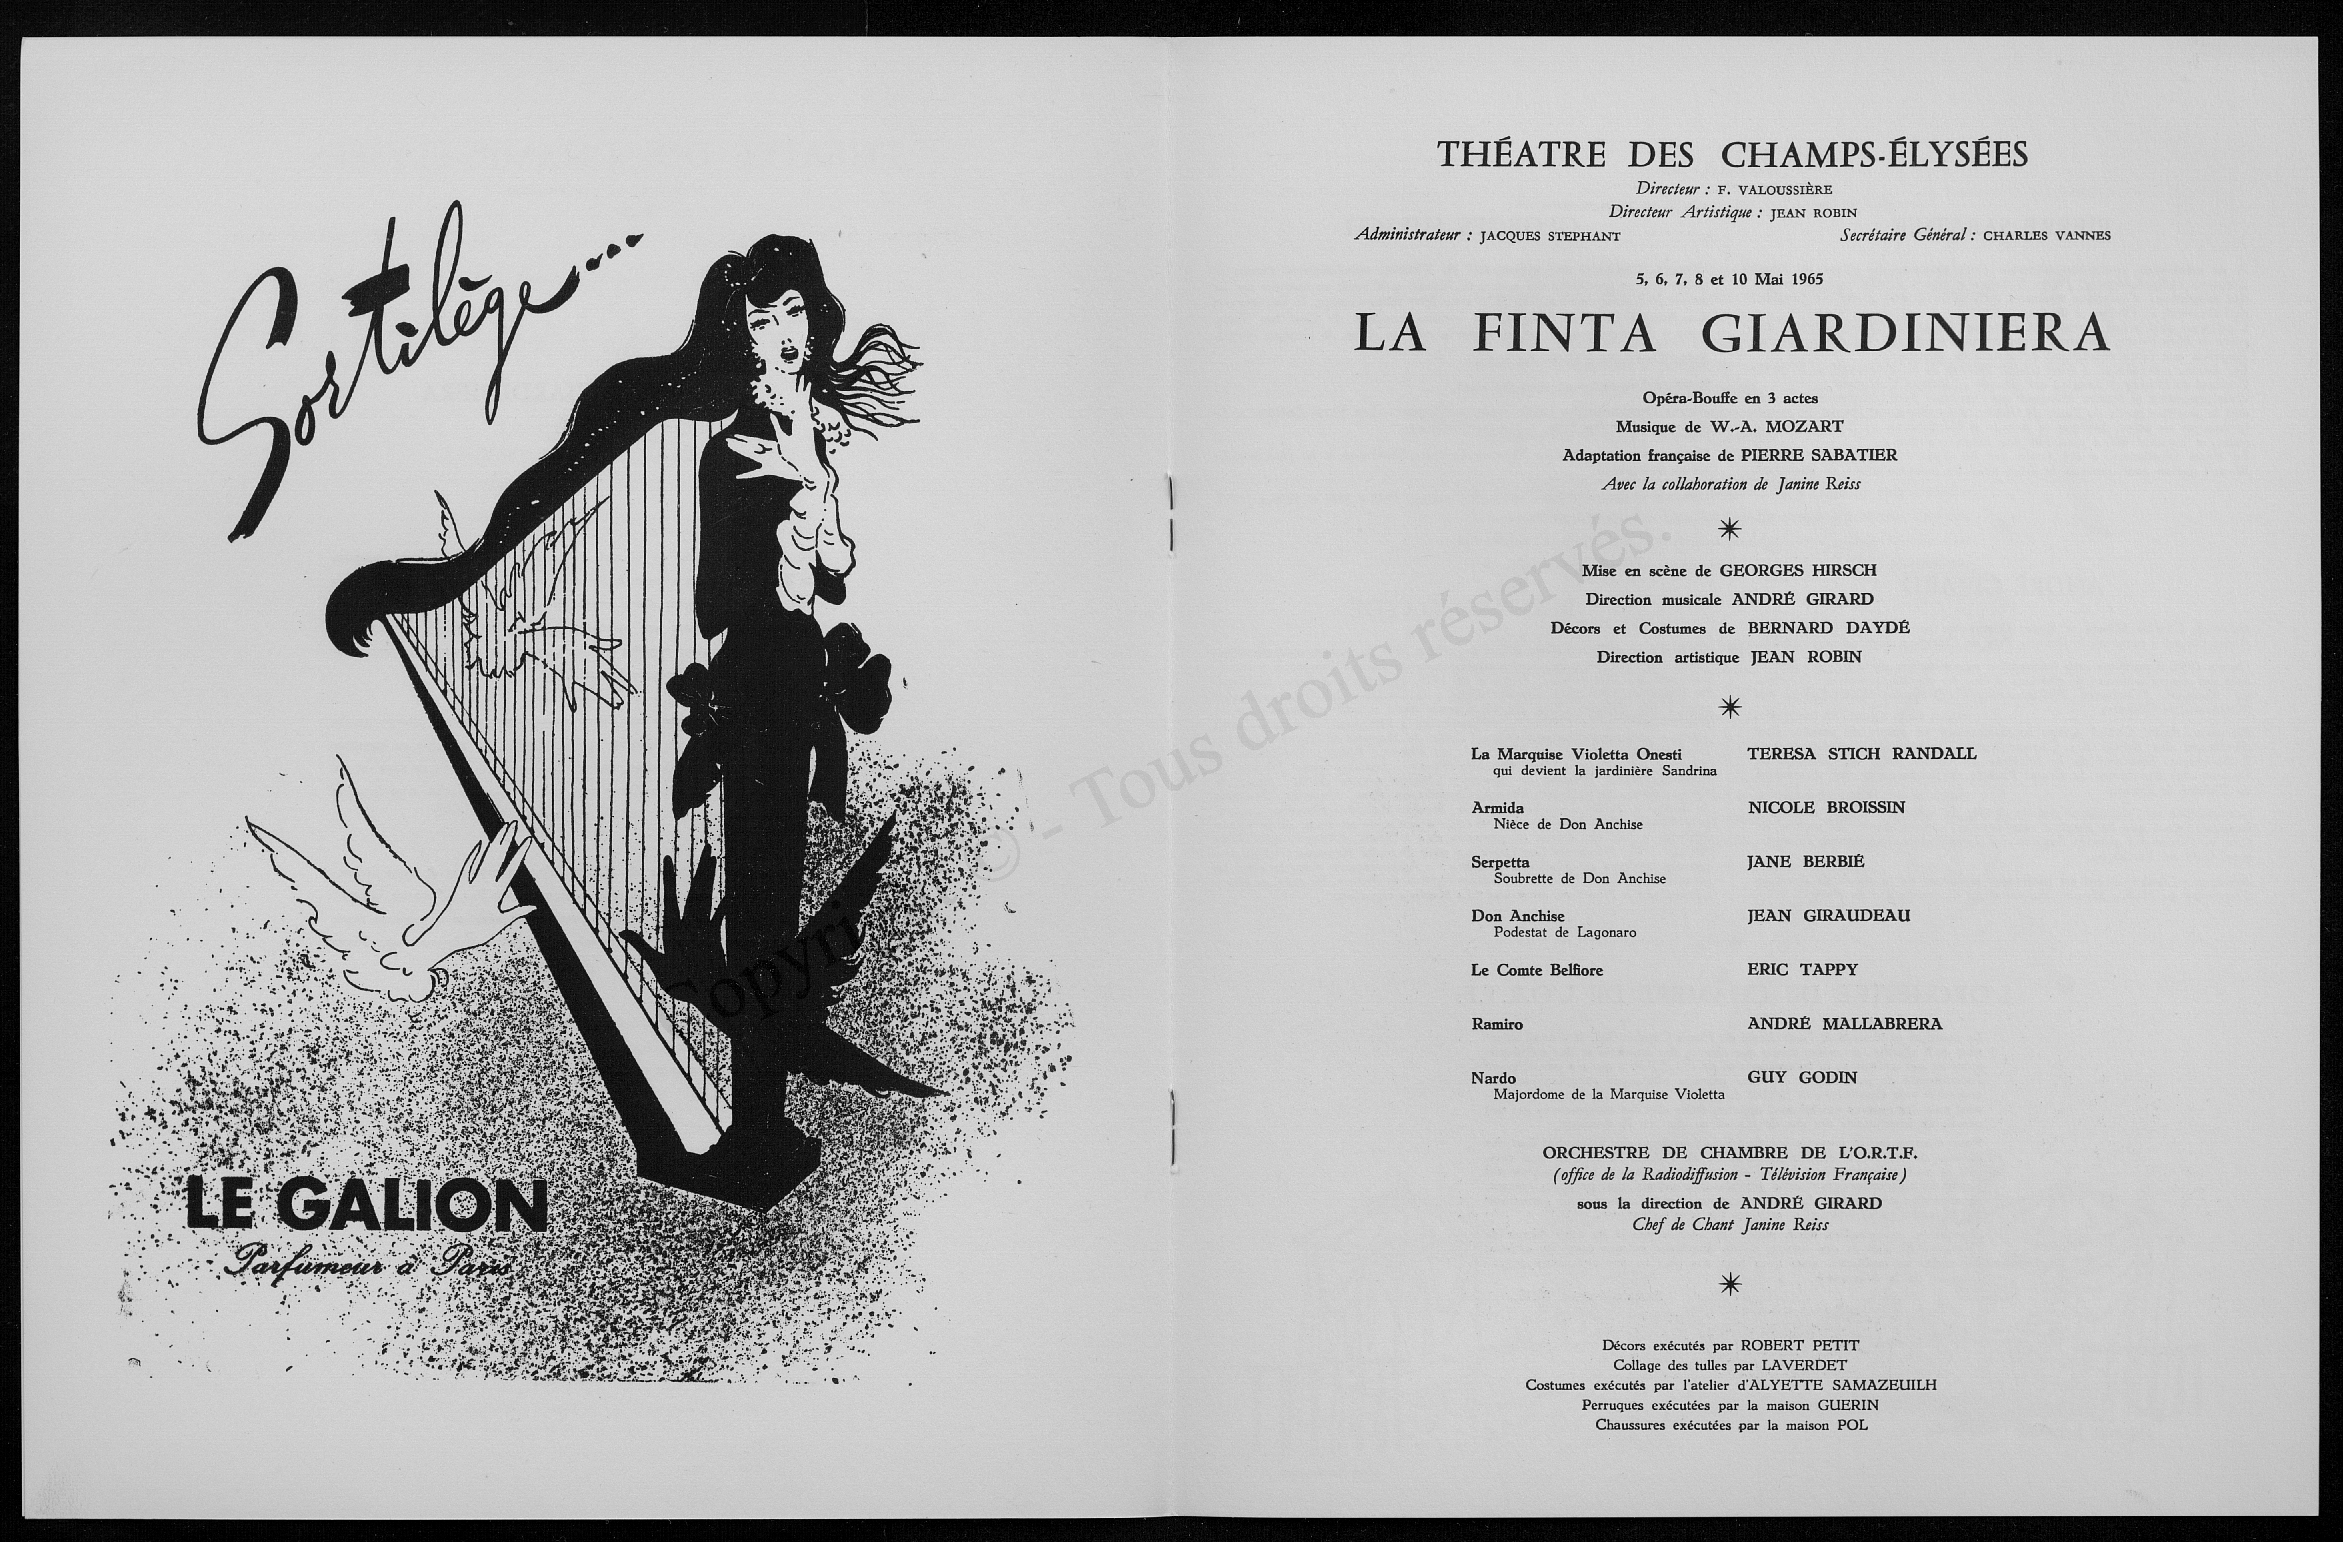 Sortilège....
LE GALION
Parfumeur à Paris
THÉATRE DES CHAMPS-ÉLYSÉES
Directeur : F. VALOUSSIÈRE
Directeur Artistique : JEAN ROBIN
Administrateur : JACQUES STEPHANT Secrétaire Général : CHARLES VANNES
5, 6, 7, 8 et 10 Mai 1965
LA FINTA GIARDINIERA
Opéra-Bouffe en 3 actes
Musique de W.-A. MOZART
Adaptation française de PIERRE SABATIER
Avec la collaboration de Janine Reiss
Mise en scène de GEORGES HIRSCH
Direction musicale ANDRÉ GIRARD
Décors et Costumes de BERNARD DAYDÉ
Direction artistique JEAN ROBIN
La Marquise Violetta Onesti TERESA STICH RANDALL
qui devient la jardinière Sandrina
Armida NICOLE BROISSIN
Nièce de Don Anchise
Serpetta JANE BERBIÉ
Soubrette de Don Anchise
Don Anchise JEAN GIRAUDEAU
Podestat de Lagonaro
Le Comte Belfiore ERIC TAPPY
Ramiro ANDRÉ MALLABRERA
Nardo GUY GODIN
Majordome de la Marquise Violetta
ORCHESTRE DE CHAMBRE DE L'O.R.T.F.
(office de la Radiodiffusion - Télévision Française)
sous la direction de ANDRÉ GIRARD
Chef de Chant Janine Reiss
Décors exécutés par ROBERT PETIT
Collage des tulles par LAVERDET
Costumes exécutés par l'atelier d'ALYETTE SAMAZEUILH
Perruques exécutées par la maison GUERIN
Chaussures exécutées par la maison POL
© - Tous droits réservés.